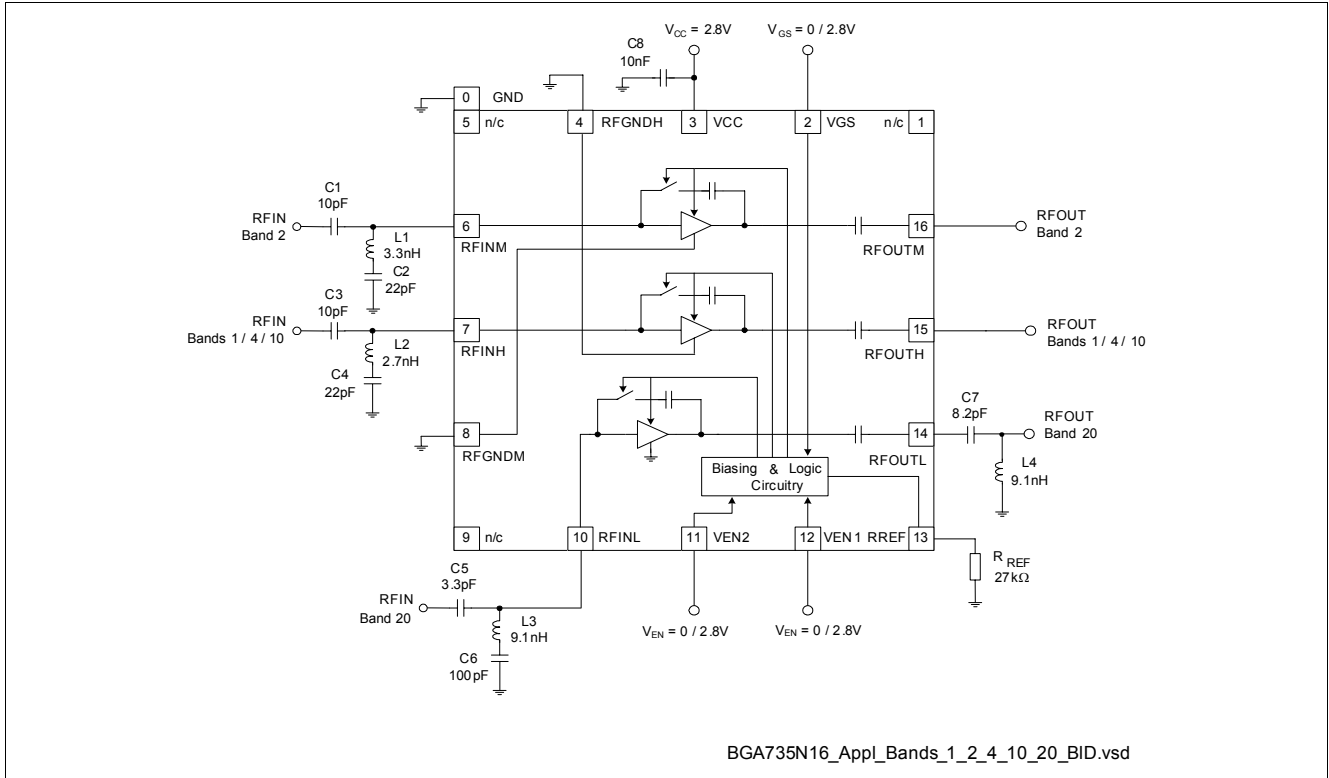 V_CC = 2.8V
V_GS = 0 / 2.8V
C8
10nF
0
GND
5
n/c
4
RFGNDH
3
VCC
2
VGS
n/c
1
C1
10pF
RFIN
Band 2
L1
3.3nH
C2
22pF
6
RFINM
16
RFOUTM
RFOUT
Band 2
C3
10pF
RFIN
Bands 1 / 4 / 10
L2
2.7nH
C4
22pF
7
RFINH
15
RFOUTH
RFOUT
Bands 1 / 4 / 10
8
RFGNDM
14
RFOUTL
C7
8.2pF
RFOUT
Band 20
L4
9.1nH
Biasing & Logic
Circuitry
9
n/c
10
RFINL
11
VEN2
12
VEN1
RREF
13
R_REF
27kΩ
C5
3.3pF
RFIN
Band 20
L3
9.1nH
C6
100pF
V_EN = 0 / 2.8V
V_EN = 0 / 2.8V
BGA735N16_Appl_Bands_1_2_4_10_20_BID.vsd